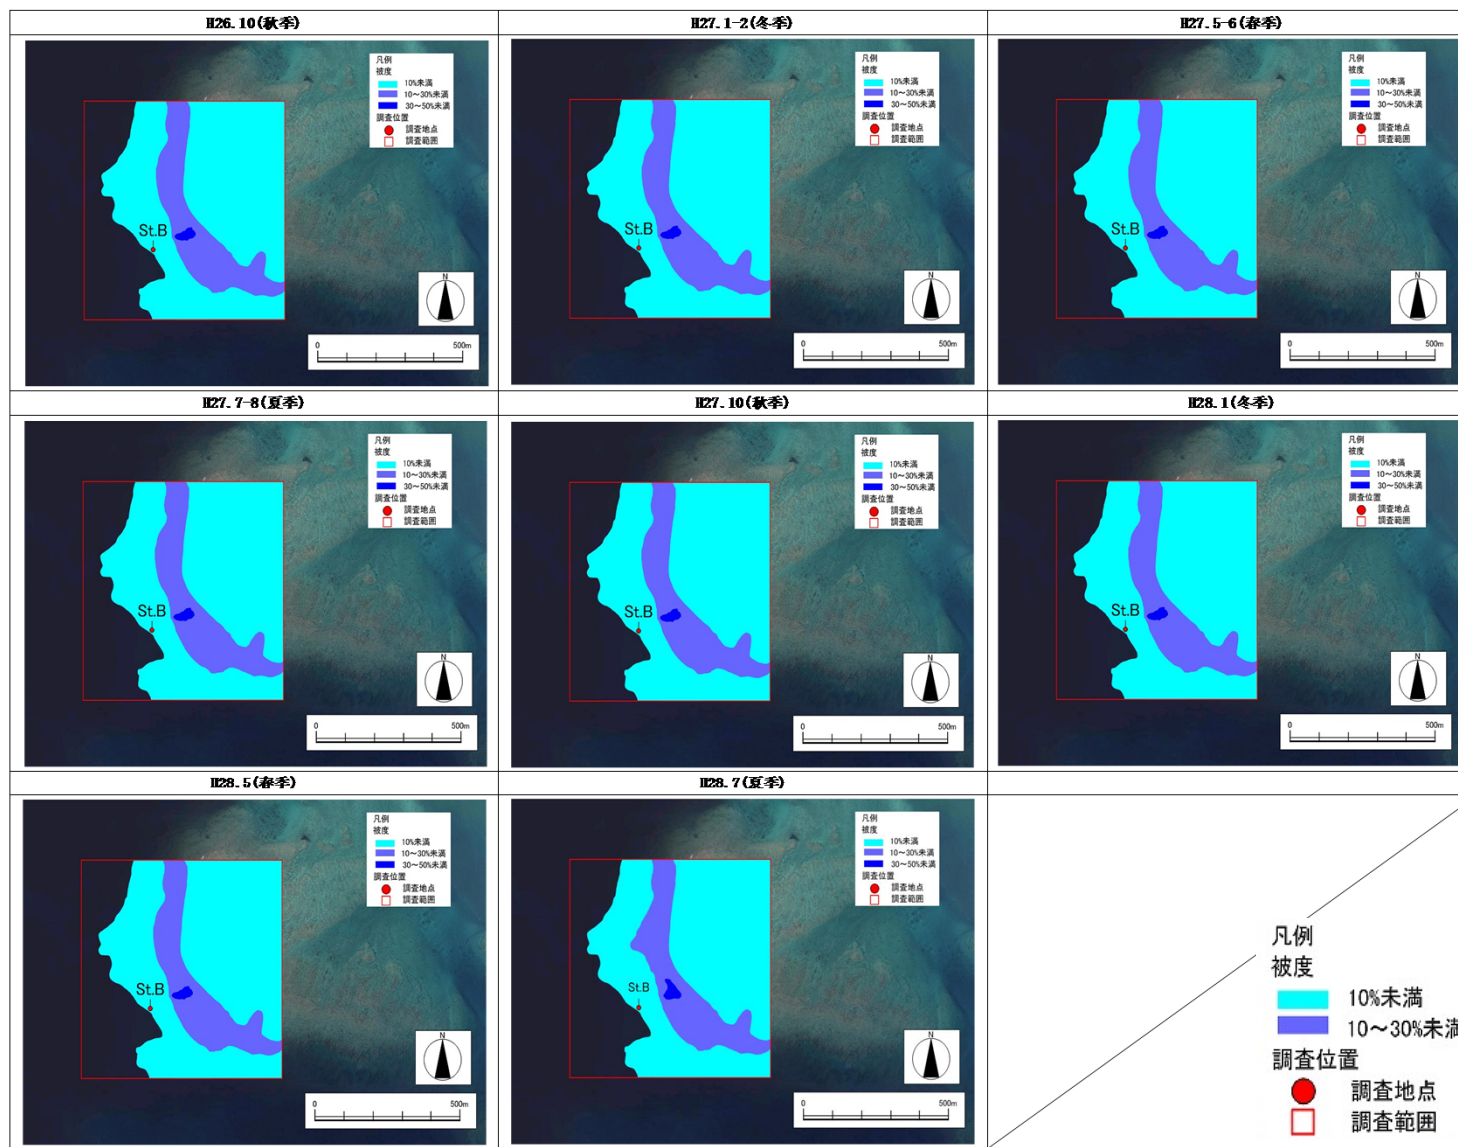 H26.10(秋季)
H27.1-2(冬季)
H27.5-6(春季)
凡例
被度
10%未満
10～30%未満
30～50%未満
調査位置
調査地点
調査範囲
St.B
N
0
500m
凡例
被度
10%未満
10～30%未満
30～50%未満
調査位置
調査地点
調査範囲
St.B
N
0
500m
凡例
被度
10%未満
10～30%未満
30～50%未満
調査位置
調査地点
調査範囲
St.B
N
0
500m
H27.7-8(夏季)
H27.10(秋季)
H28.1(冬季)
凡例
被度
10%未満
10～30%未満
30～50%未満
調査位置
調査地点
調査範囲
St.B
N
0
500m
凡例
被度
10%未満
10～30%未満
30～50%未満
調査位置
調査地点
調査範囲
St.B
N
0
500m
凡例
被度
10%未満
10～30%未満
30～50%未満
調査位置
調査地点
調査範囲
St.B
N
0
500m
H28.5(春季)
H28.7(夏季)
凡例
被度
10%未満
10～30%未満
30～50%未満
調査位置
調査地点
調査範囲
St.B
N
0
500m
凡例
被度
10%未満
10～30%未満
30～50%未満
調査位置
調査地点
調査範囲
St.B
N
0
500m
凡例
被度
10%未満
10～30%未満
調査位置
調査地点
調査範囲